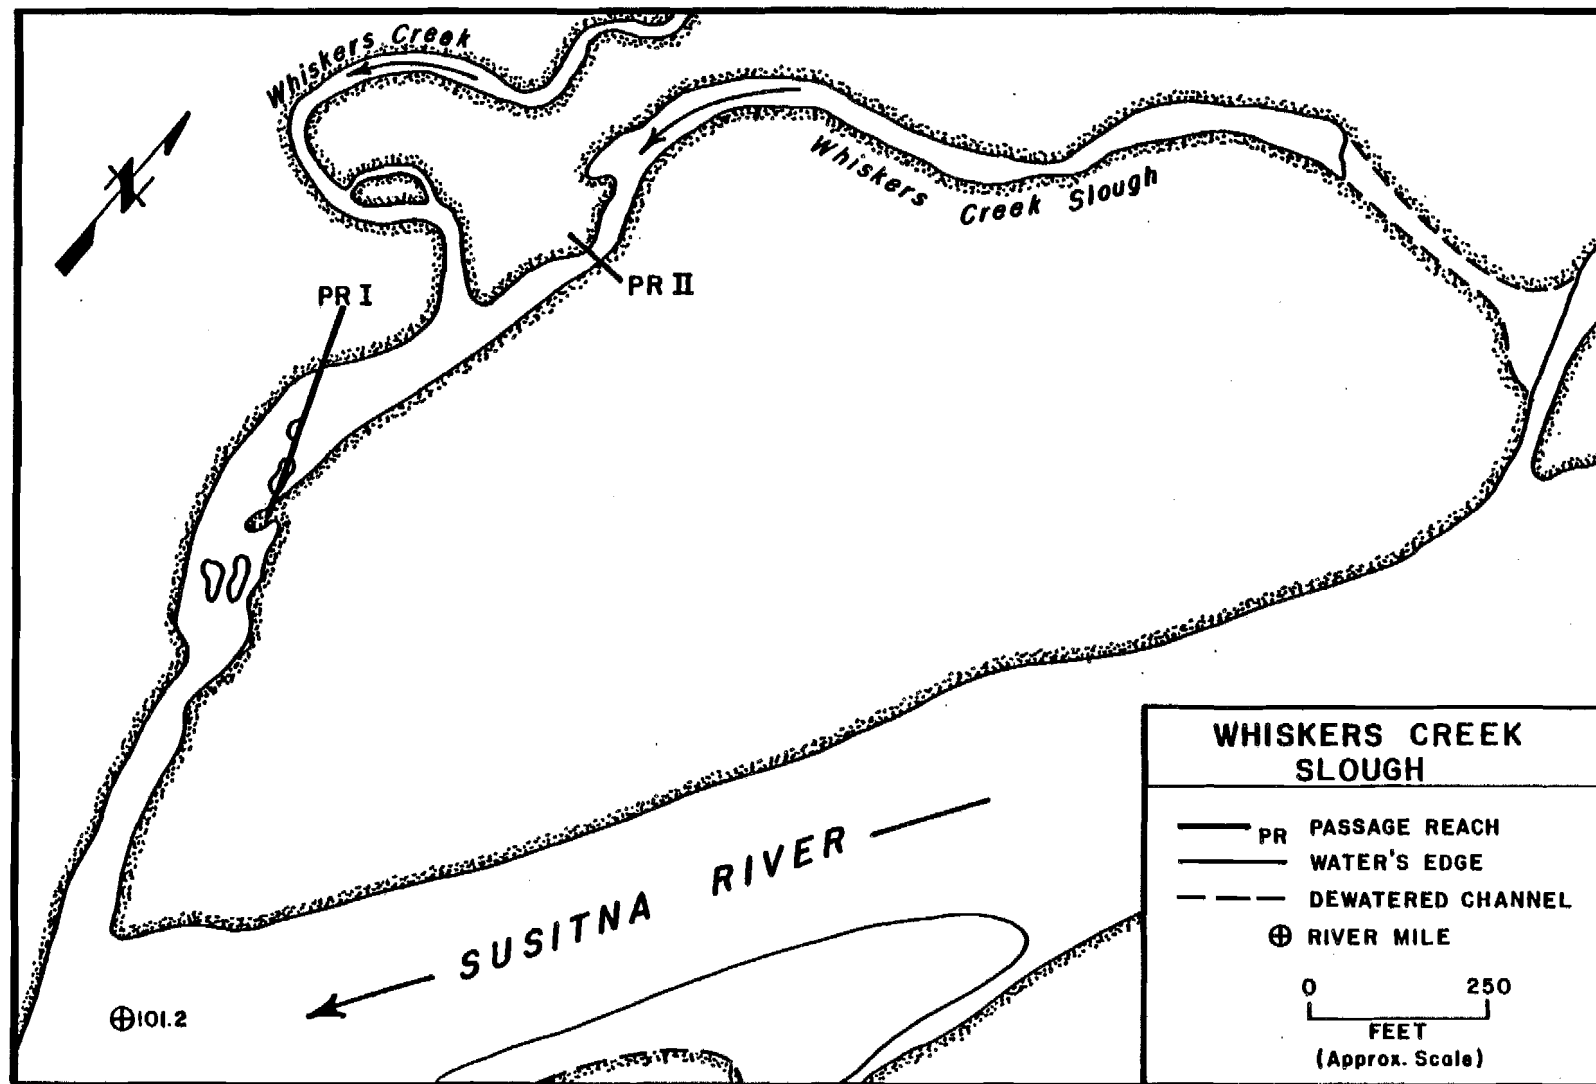 Whiskers Creek
N
Whiskers Creek Slough
PR I
PR II
SUSITNA RIVER
101.2
WHISKERS CREEK
SLOUGH
PR PASSAGE REACH
WATER'S EDGE
DEWATERED CHANNEL
RIVER MILE
0 250
FEET
(Approx. Scale)